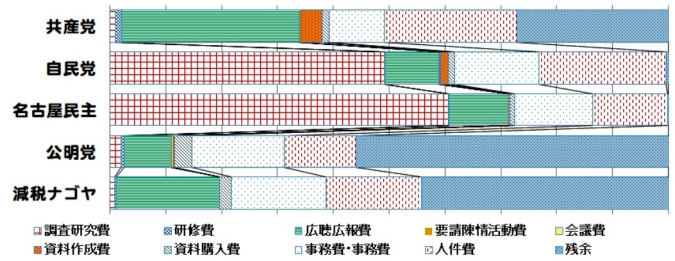 共産党
自民党
名古屋民主
公明党
減税ナゴヤ
調査研究費 研修費 広聴広報費 要請陳情活動費 会議費
資料作成費 資料購入費 事務費・事務費 人件費 残余